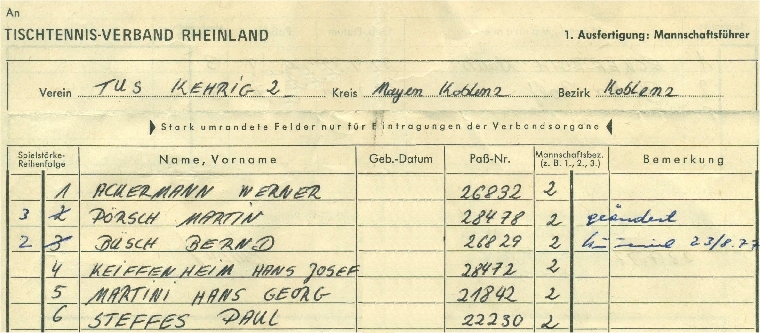 An
TISCHTENNIS-VERBAND RHEINLAND
1. Ausfertigung: Mannschaftsführer
Verein TUS KEHRIG 2 Kreis Mayen Koblenz Bezirk Koblenz
Stark umrandete Felder nur für Eintragungen der Verbandsorgane
Spielstärke-Reihenfolge Name, Vorname Geb.-Datum Paß-Nr. Mannschaftsbez. (z. B. 1., 2., 3.) Bemerkung
1 ACKERMANN WERNER 26832 2
3 2 PÖRSCH MARTIN 28478 2 geändert
2 3 BUSCH BERND 26829 2 23/8.77
4 KEIFFENHEIM HANS JOSEF 28472 2
5 MARTINI HANS GEORG 21842 2
6 STEFFES PAUL 22230 2